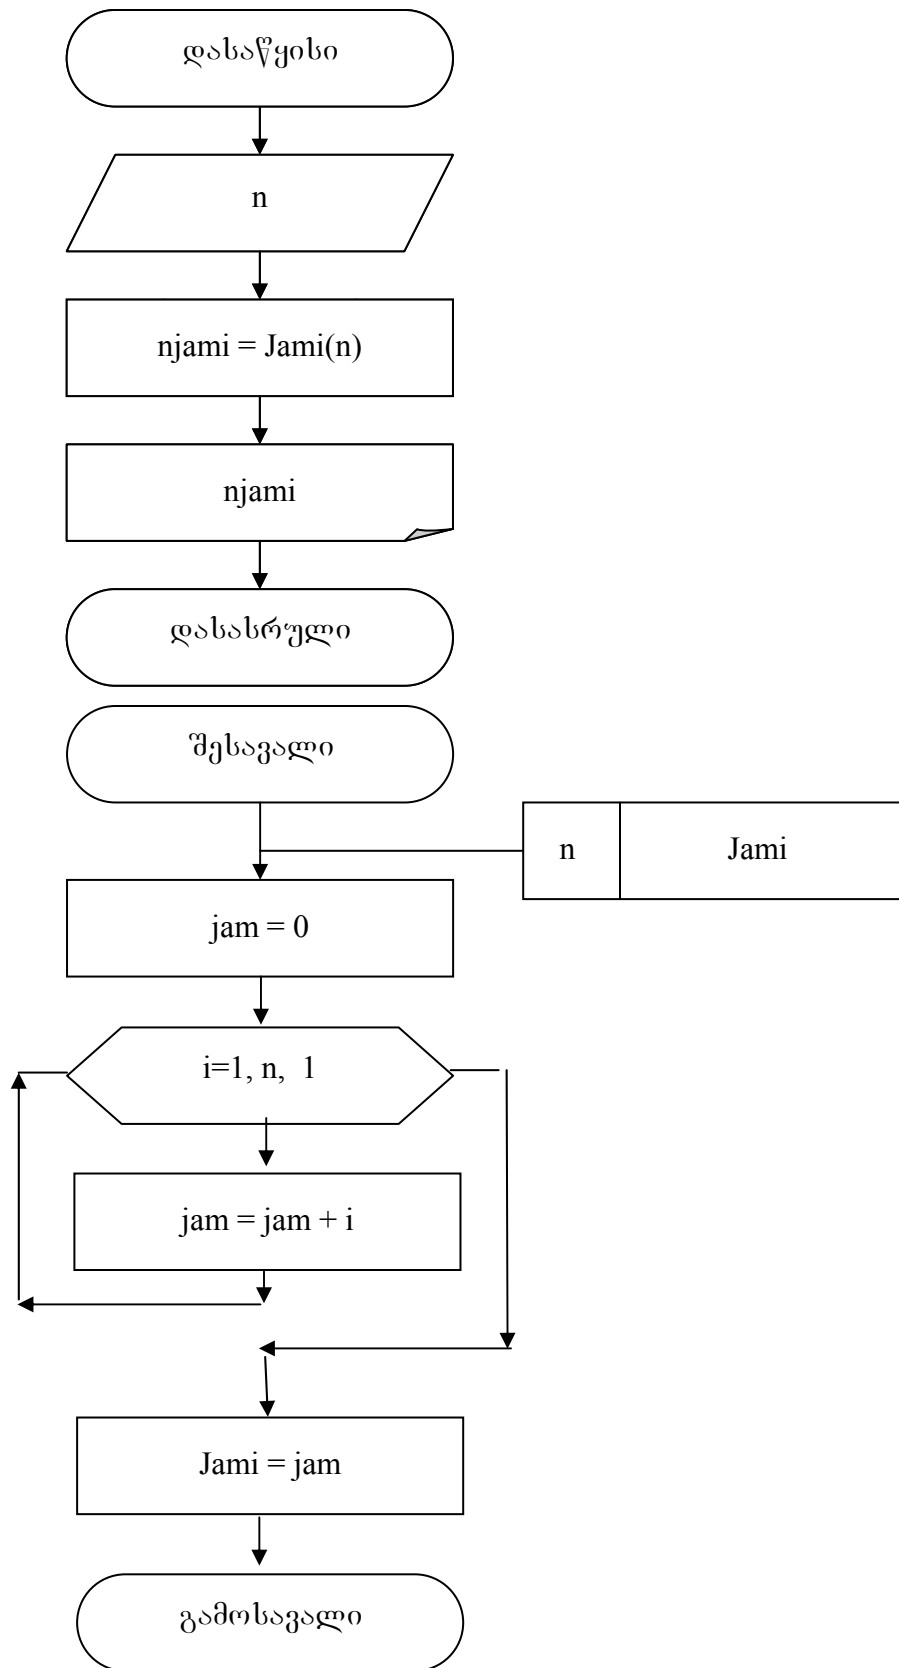 დასაწყისი
n
njami = Jami(n)
njami
დასასრული
შესავალი
n
Jami
jam = 0
i=1, n, 1
jam = jam + i
Jami = jam
გამოსავალი